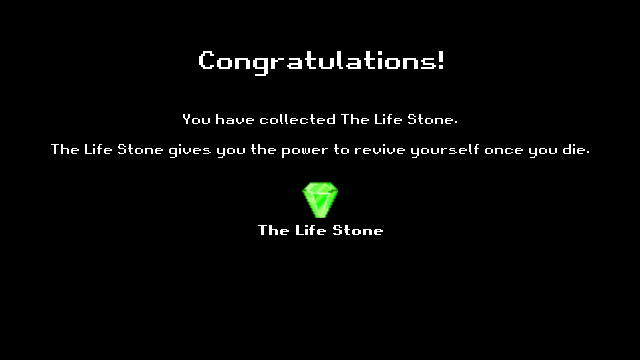 Congratulations!
You have collected The Life Stone.
The Life Stone gives you the power to revive yourself once you die.
The Life Stone